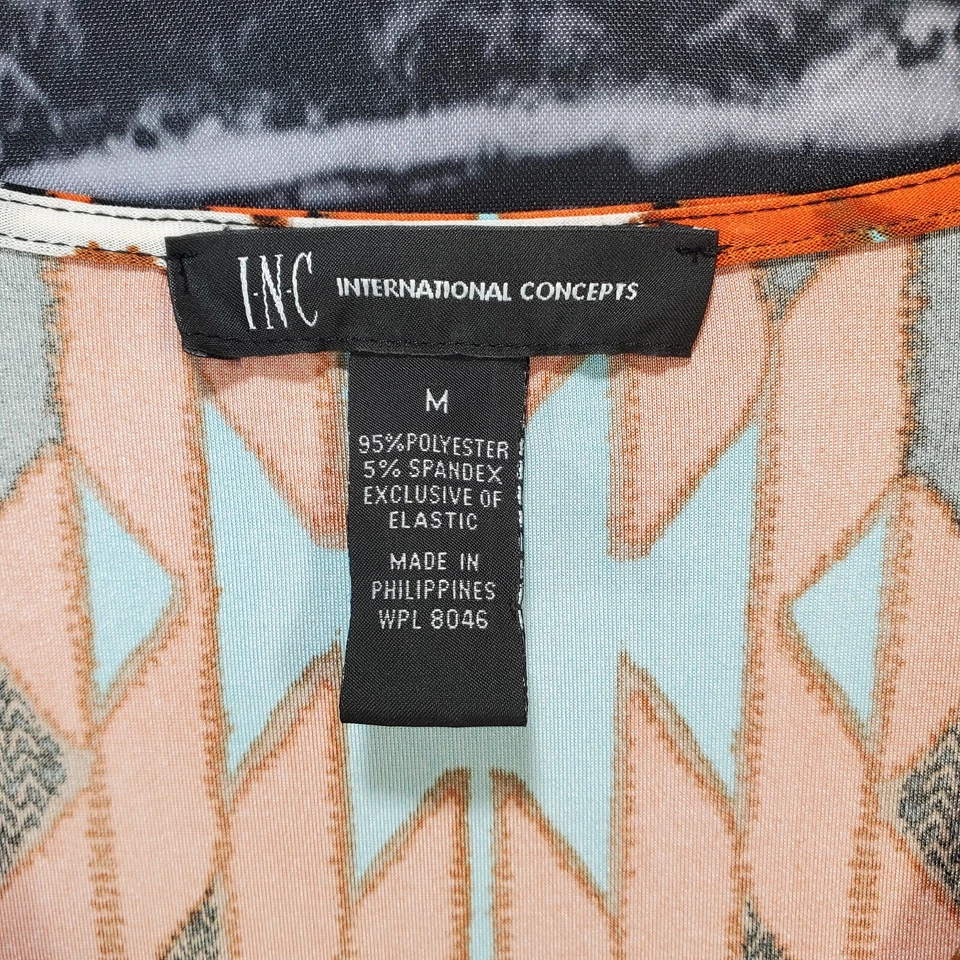 I·N·C INTERNATIONAL CONCEPTS
M
95%POLYESTER
5% SPANDEX
EXCLUSIVE OF
ELASTIC
MADE IN
PHILIPPINES
WPL 8046